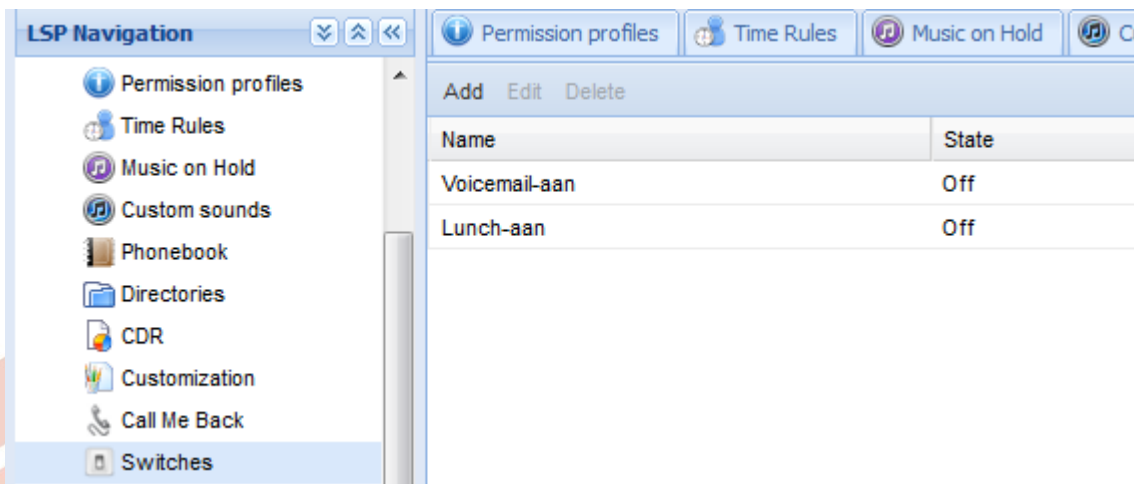 LSP Navigation
Permission profiles
Time Rules
Music on Hold
Custom sounds
Phonebook
Directories
CDR
Customization
Call Me Back
Switches
Permission profiles Time Rules Music on Hold
Add Edit Delete
Name State
Voicemail-aan Off
Lunch-aan Off